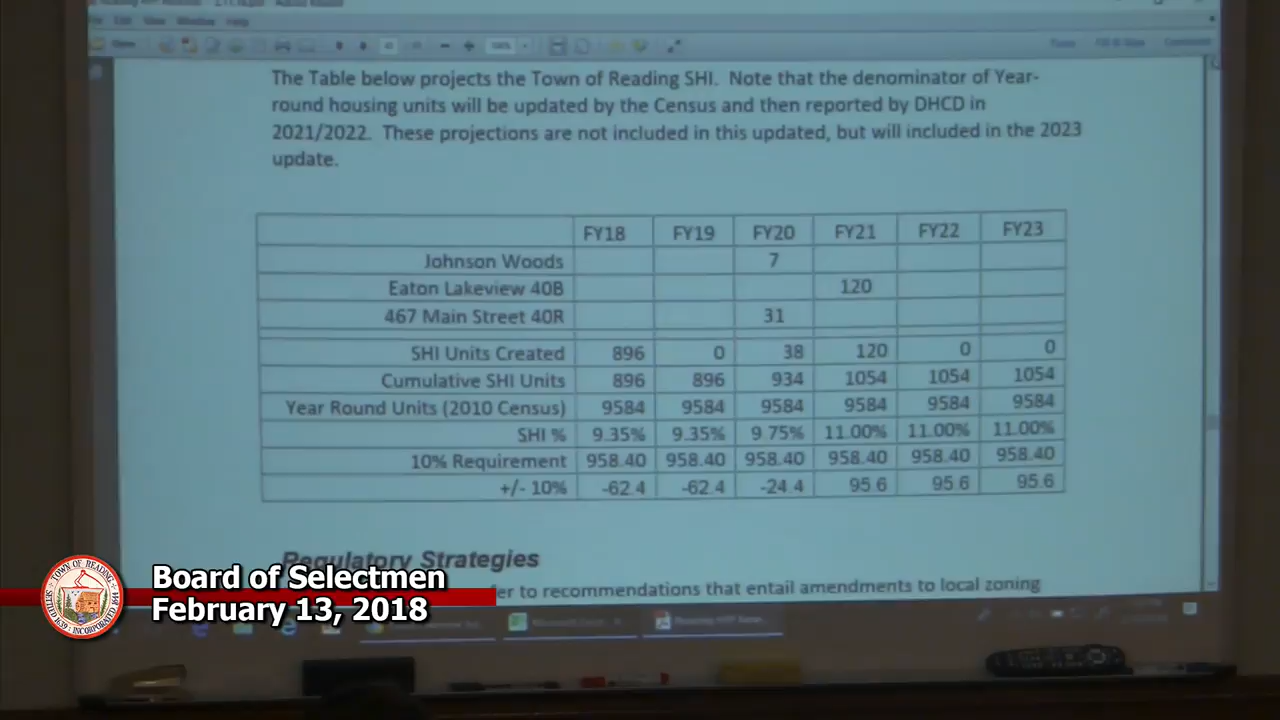 The Table below projects the Town of Reading SHI. Note that the denominator of Year-
round housing units will be updated by the Census and then reported by DHCD in
2021/2022. These projections are not included in this updated, but will included in the 2023
update.
FY18 FY19 FY20 FY21 FY22 FY23
Johnson Woods 7
Eaton Lakeview 40B 120
467 Main Street 40R 31
SHI Units Created 896 0 38 120 0 0
Cumulative SHI Units 896 896 934 1054 1054 1054
Year Round Units (2010 Census) 9584 9584 9584 9584 9584 9584
SHI % 9.35% 9.35% 9.75% 11.00% 11.00% 11.00%
10% Requirement 958.40 958.40 958.40 958.40 958.40 958.40
+/- 10% -62.4 -62.4 -24.4 95.6 95.6 95.6
Regulatory Strategies
er to recommendations that entail amendments to local zoning
Board of Selectmen
February 13, 2018
TOWN OF READING